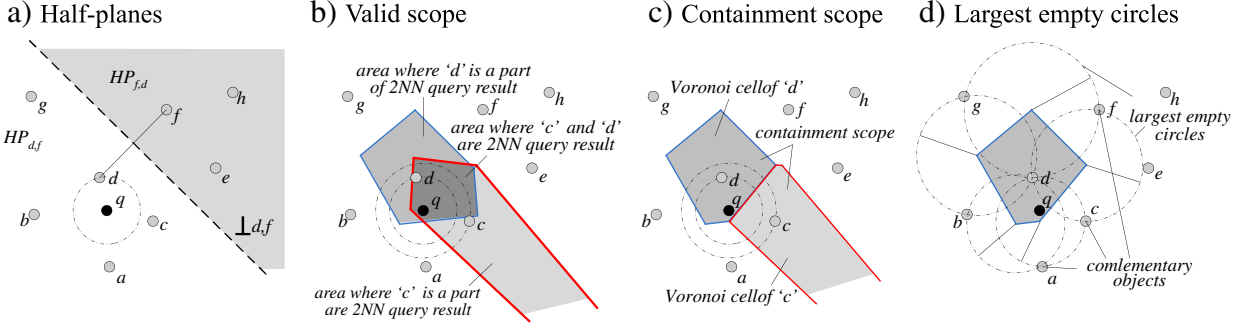 a) Half-planes
HP_{f,d}
g
h
f
HP_{d,f}
d
e
q
b
c
⊥d,f
a
b) Valid scope
area where ‘d’ is a part
of 2NN query result
g
h
f
area where ‘c’ and ‘d’
are 2NN query result
d
e
q
b
c
a
area where ‘c’ is a part
are 2NN query result
c) Containment scope
Voronoi cellof ‘d’
g
h
f
containment scope
d
e
q
b
c
a
Voronoi cellof ‘c’
d) Largest empty circles
g
h
f
largest empty
circles
d
e
q
b
c
a
comlementary
objects